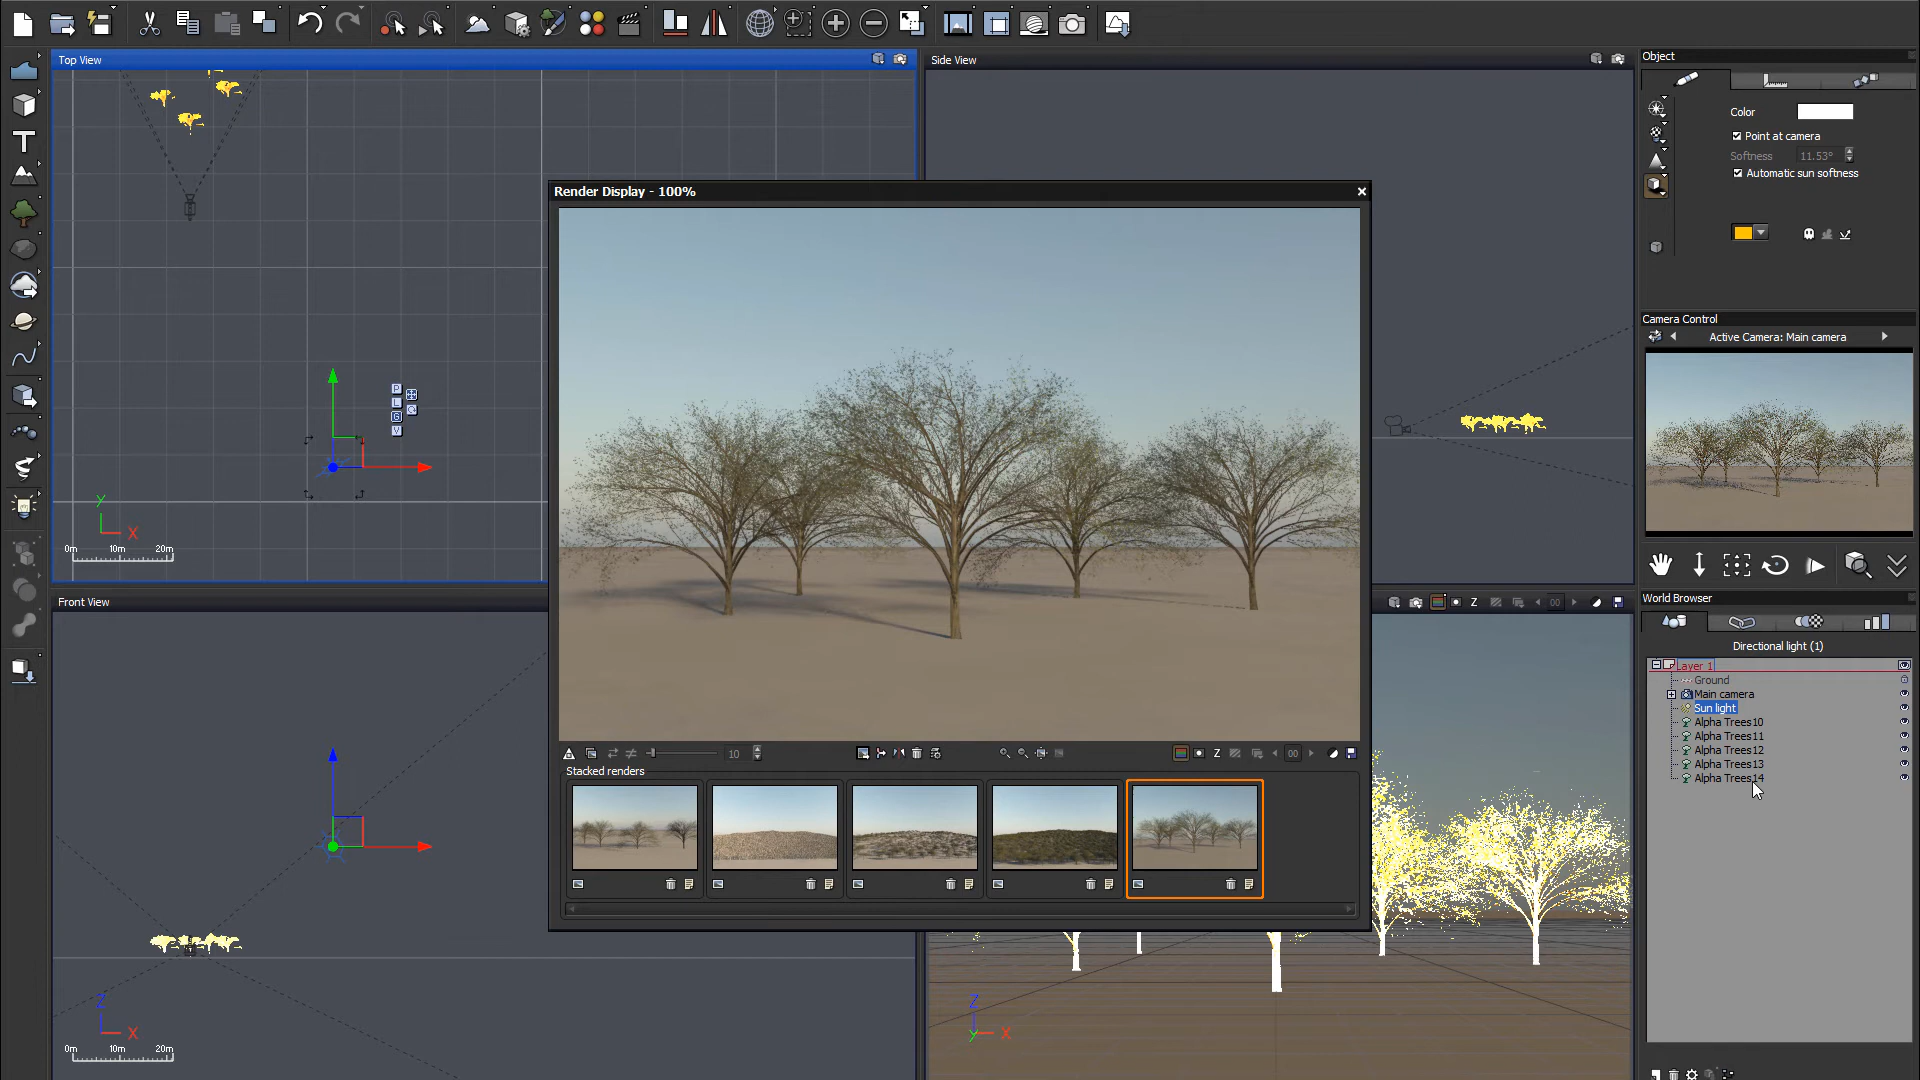 Top View
Side View
Object
Color
Point at camera
Softness 11.53°
Automatic sun softness
Render Display - 100%
Camera Control
Active Camera: Main camera
P
L
G
V
Y
X
0m 10m 20m
Front View
Z
00
World Browser
Directional light (1)
Layer 1
Ground
Main camera
Sun light
Alpha Trees10
Alpha Trees11
Alpha Trees12
Alpha Trees13
Alpha Trees14
10
Z
00
Stacked renders
Z
X
0m 10m 20m
Z
Y
X